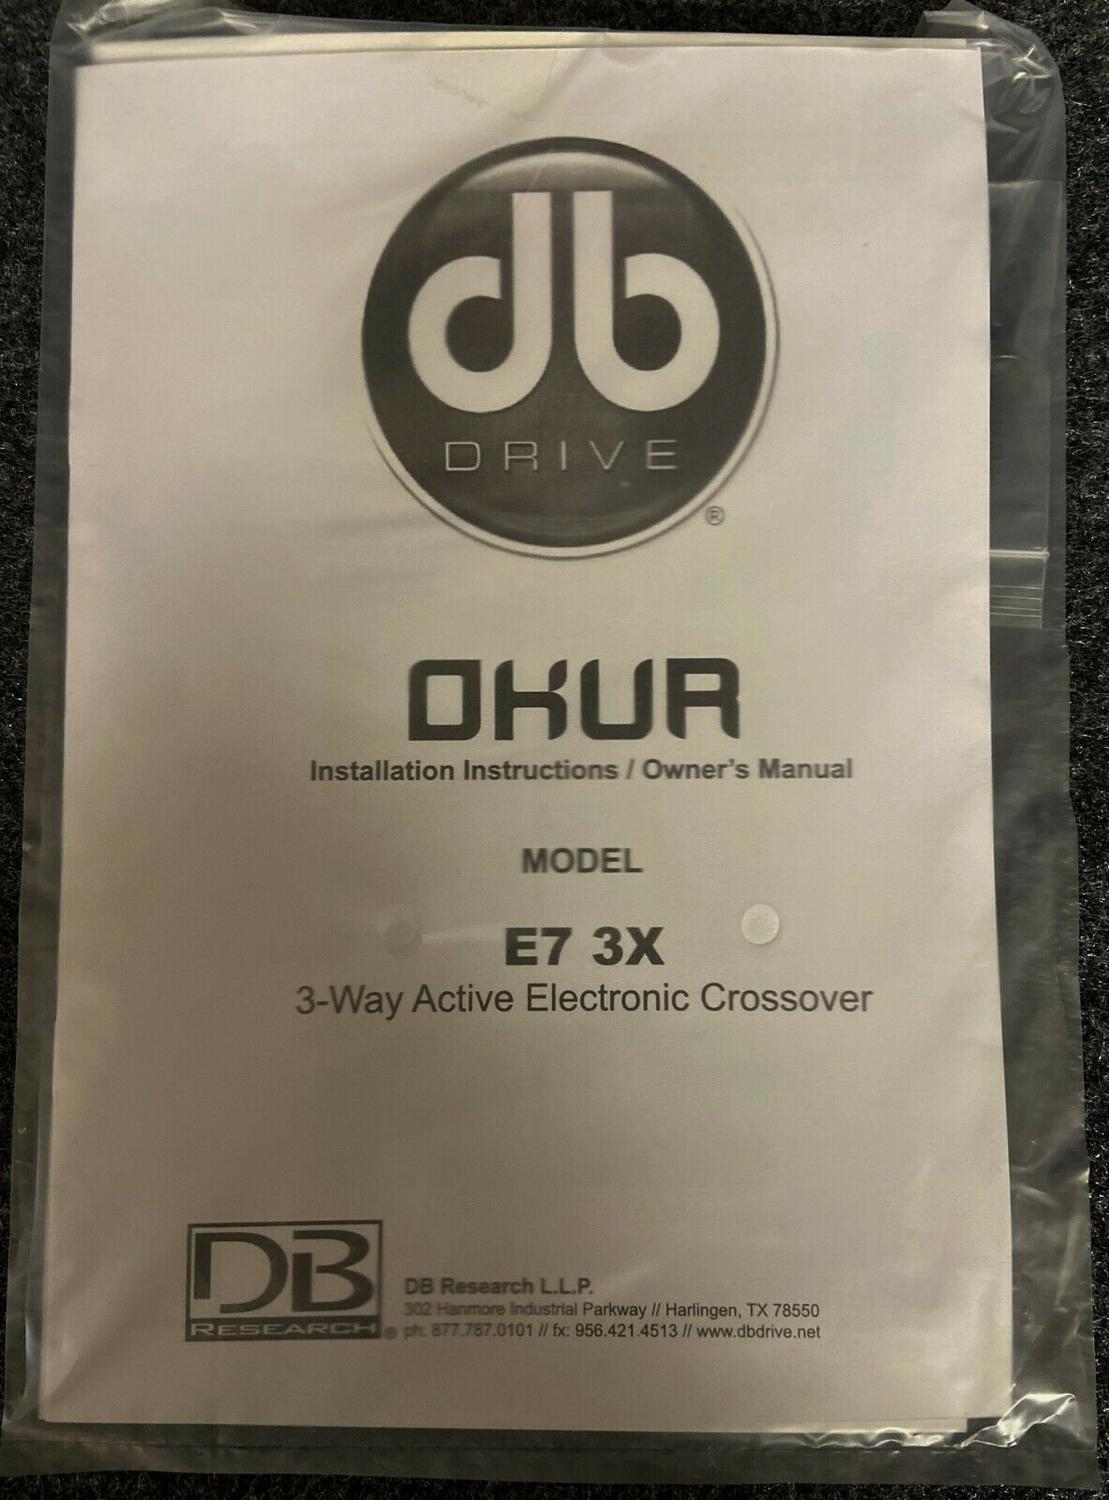 db
DRIVE
®
OKUR
Installation Instructions / Owner's Manual
MODEL
E7 3X
3-Way Active Electronic Crossover
DB
RESEARCH ®
DB Research L.L.P.
302 Hanmore Industrial Parkway // Harlingen, TX 78550
ph: 877.787.0101 // fx: 956.421.4513 // www.dbdrive.net